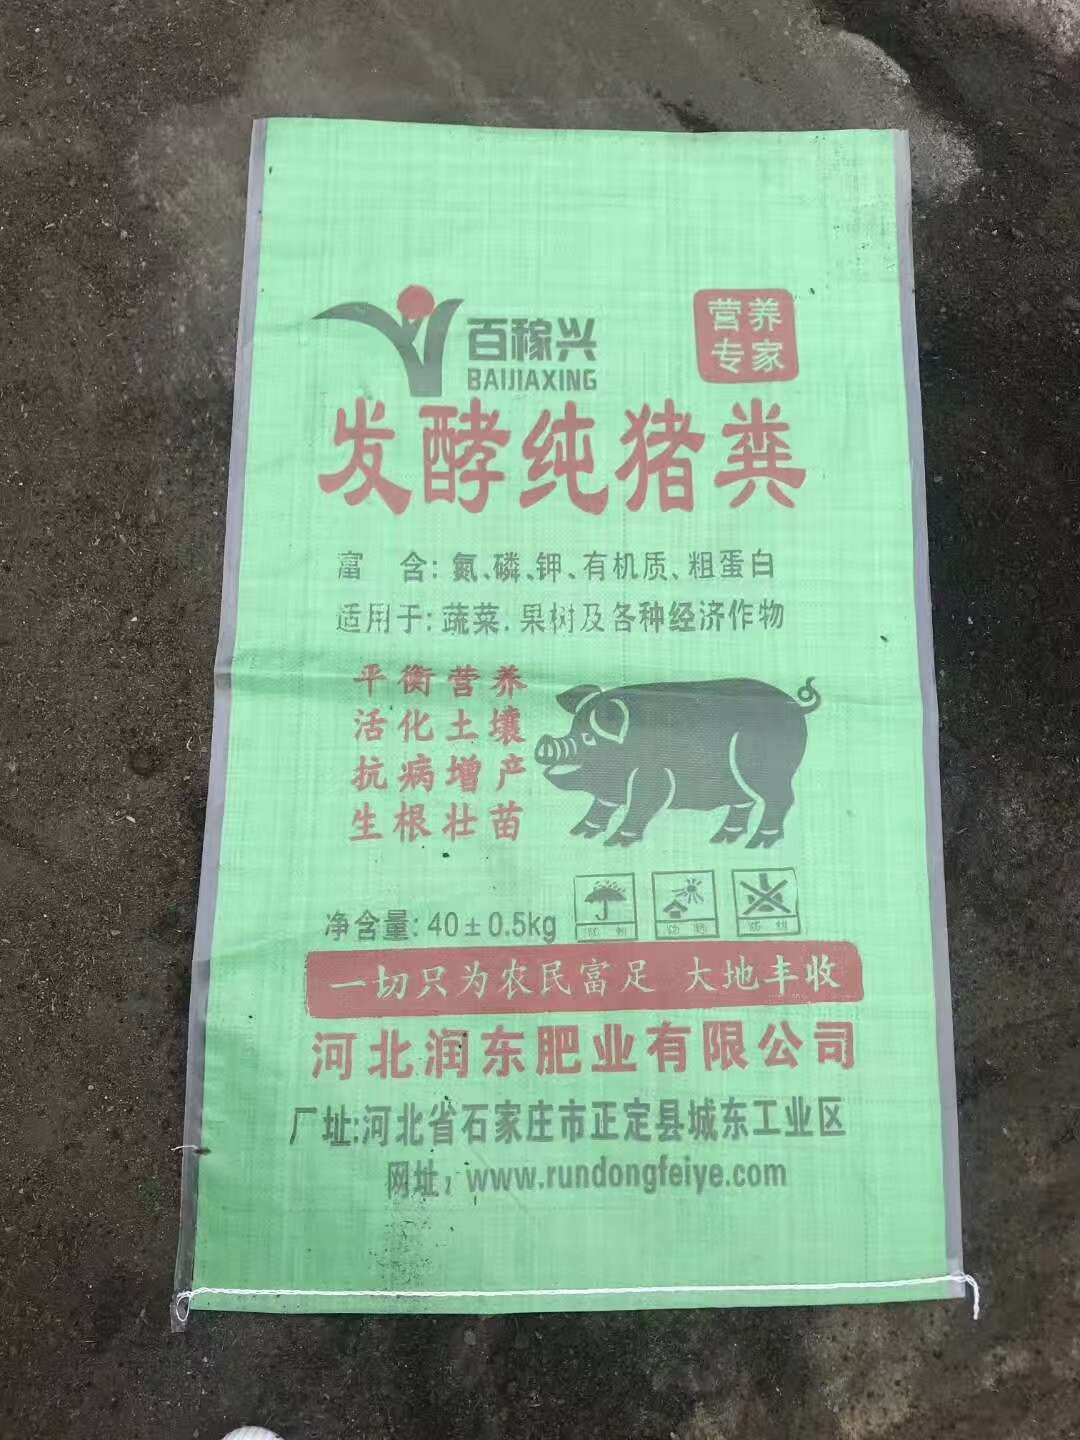 百稼兴
BAIJIAXING
营养
专家
发酵纯猪粪
富 含:氮、磷、钾、有机质、粗蛋白
适用于:蔬菜.果树及各种经济作物
平衡营养
活化土壤
抗病增产
生根壮苗
净含量:40±0.5kg
一切只为农民富足 大地丰收
河北润东肥业有限公司
厂址:河北省石家庄市正定县城东工业区
网址:www.rundongfeiye.com